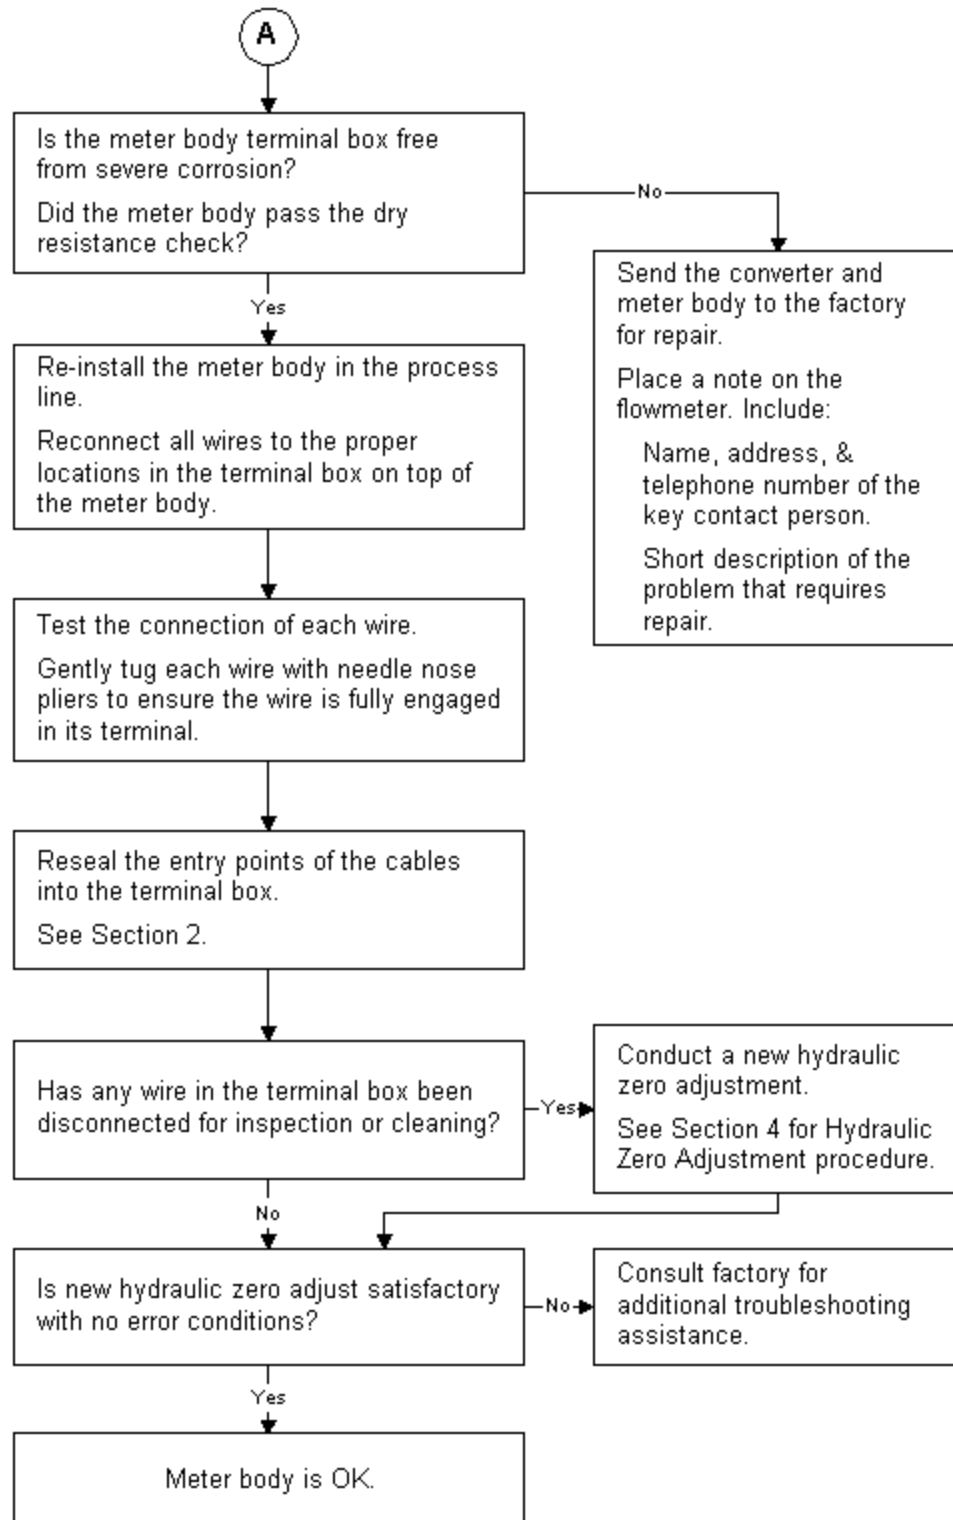 A
Is the meter body terminal box free
from severe corrosion?
Did the meter body pass the dry
resistance check?
No
Send the converter and
meter body to the factory
for repair.
Place a note on the
flowmeter. Include:
Name, address, &
telephone number of the
key contact person.
Short description of the
problem that requires
repair.
Yes
Re-install the meter body in the process
line.
Reconnect all wires to the proper
locations in the terminal box on top of
the meter body.
Test the connection of each wire.
Gently tug each wire with needle nose
pliers to ensure the wire is fully engaged
in its terminal.
Reseal the entry points of the cables
into the terminal box.
See Section 2.
Has any wire in the terminal box been
disconnected for inspection or cleaning?
Yes
Conduct a new hydraulic
zero adjustment.
See Section 4 for Hydraulic
Zero Adjustment procedure.
No
Is new hydraulic zero adjust satisfactory
with no error conditions?
No
Consult factory for
additional troubleshooting
assistance.
Yes
Meter body is OK.